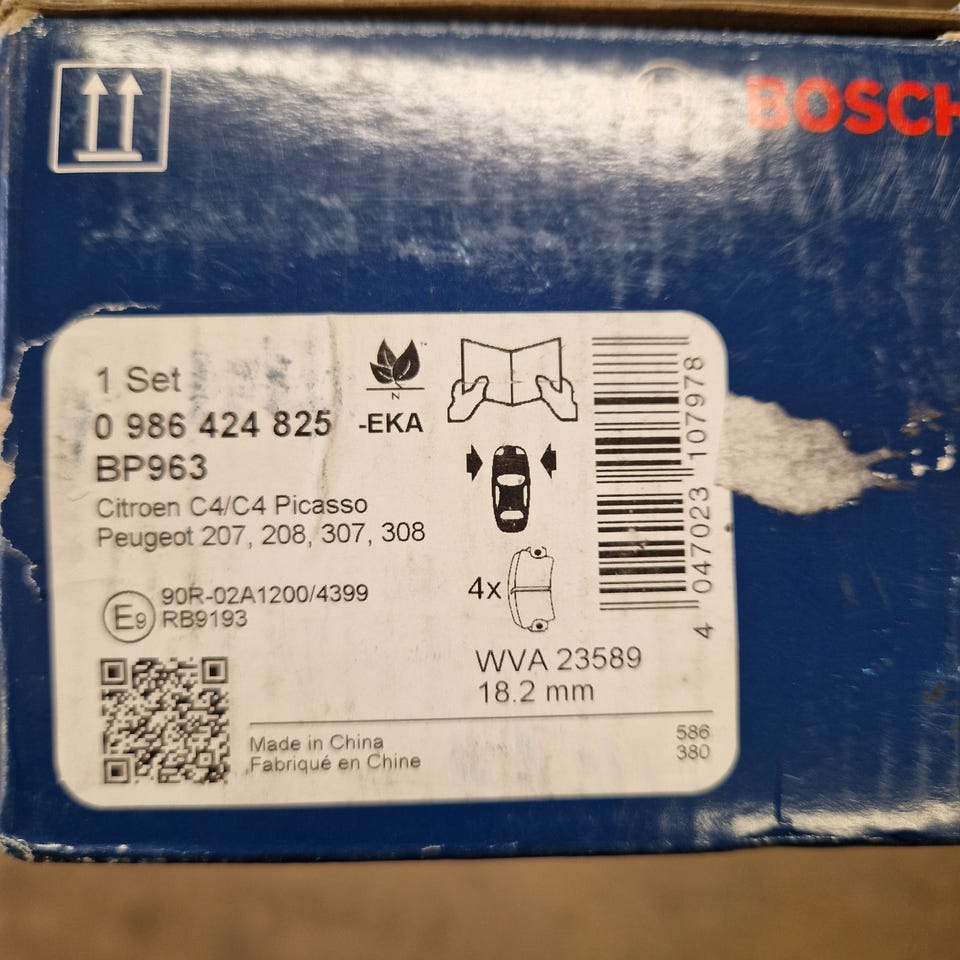 BOSCH
1 Set
0 986 424 825 -EKA
BP963
Citroen C4/C4 Picasso
Peugeot 207, 208, 307, 308
E9
90R-02A1200/4399
RB9193
N
4x
WVA 23589
18.2 mm
4 047023 107978
Made in China
Fabriqué en Chine
586
380